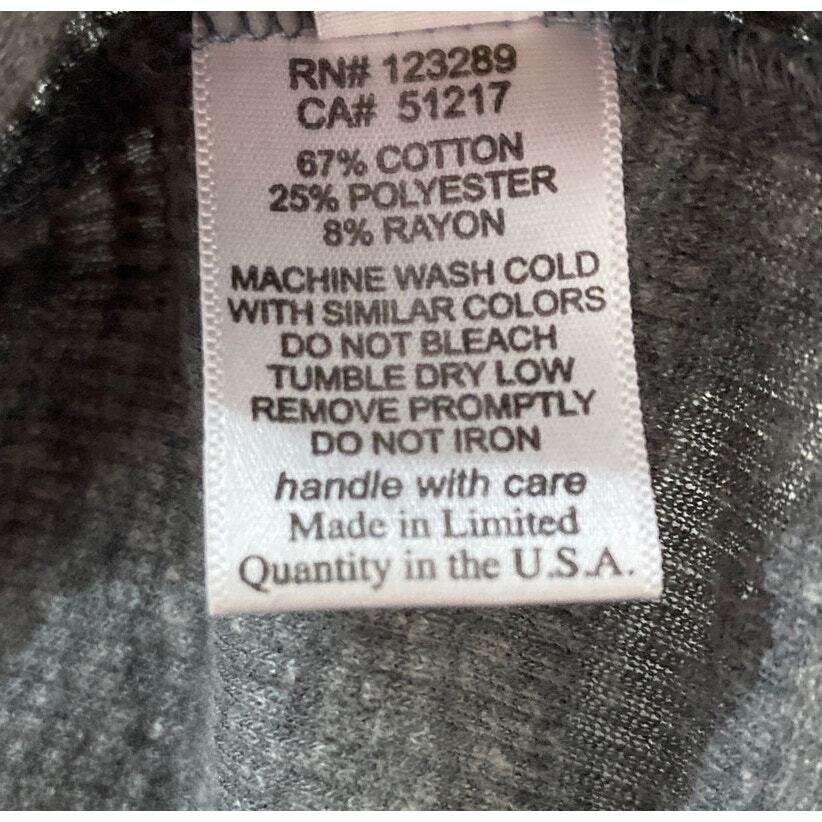 RN# 123289
CA# 51217
67% COTTON
25% POLYESTER
8% RAYON
MACHINE WASH COLD
WITH SIMILAR COLORS
DO NOT BLEACH
TUMBLE DRY LOW
REMOVE PROMPTLY
DO NOT IRON
handle with care
Made in Limited
Quantity in the U.S.A.